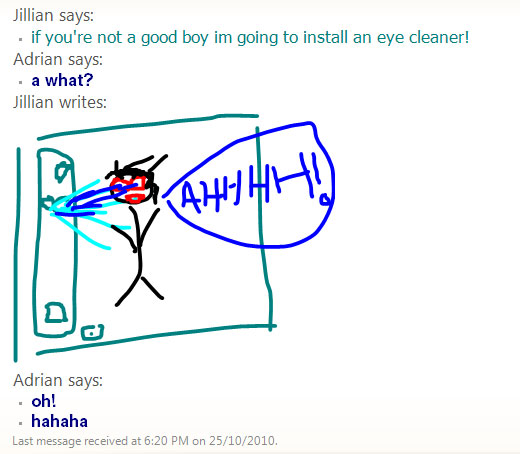 Jillian says:
if you're not a good boy im going to install an eye cleaner!
Adrian says:
a what?
Jillian writes:
AHHHHH!
Adrian says:
oh!
hahaha
Last message received at 6:20 PM on 25/10/2010.